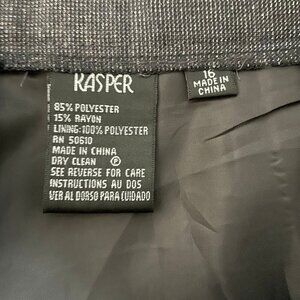 KASPER
85% POLYESTER
15% RAYON
LINING: 100% POLYESTER
RN 50610
MADE IN CHINA
DRY CLEAN Ⓟ
SEE REVERSE FOR CARE
INSTRUCTIONS AU DOS
VER AL DORSO PARA CUIDADO
16
MADE IN
CHINA